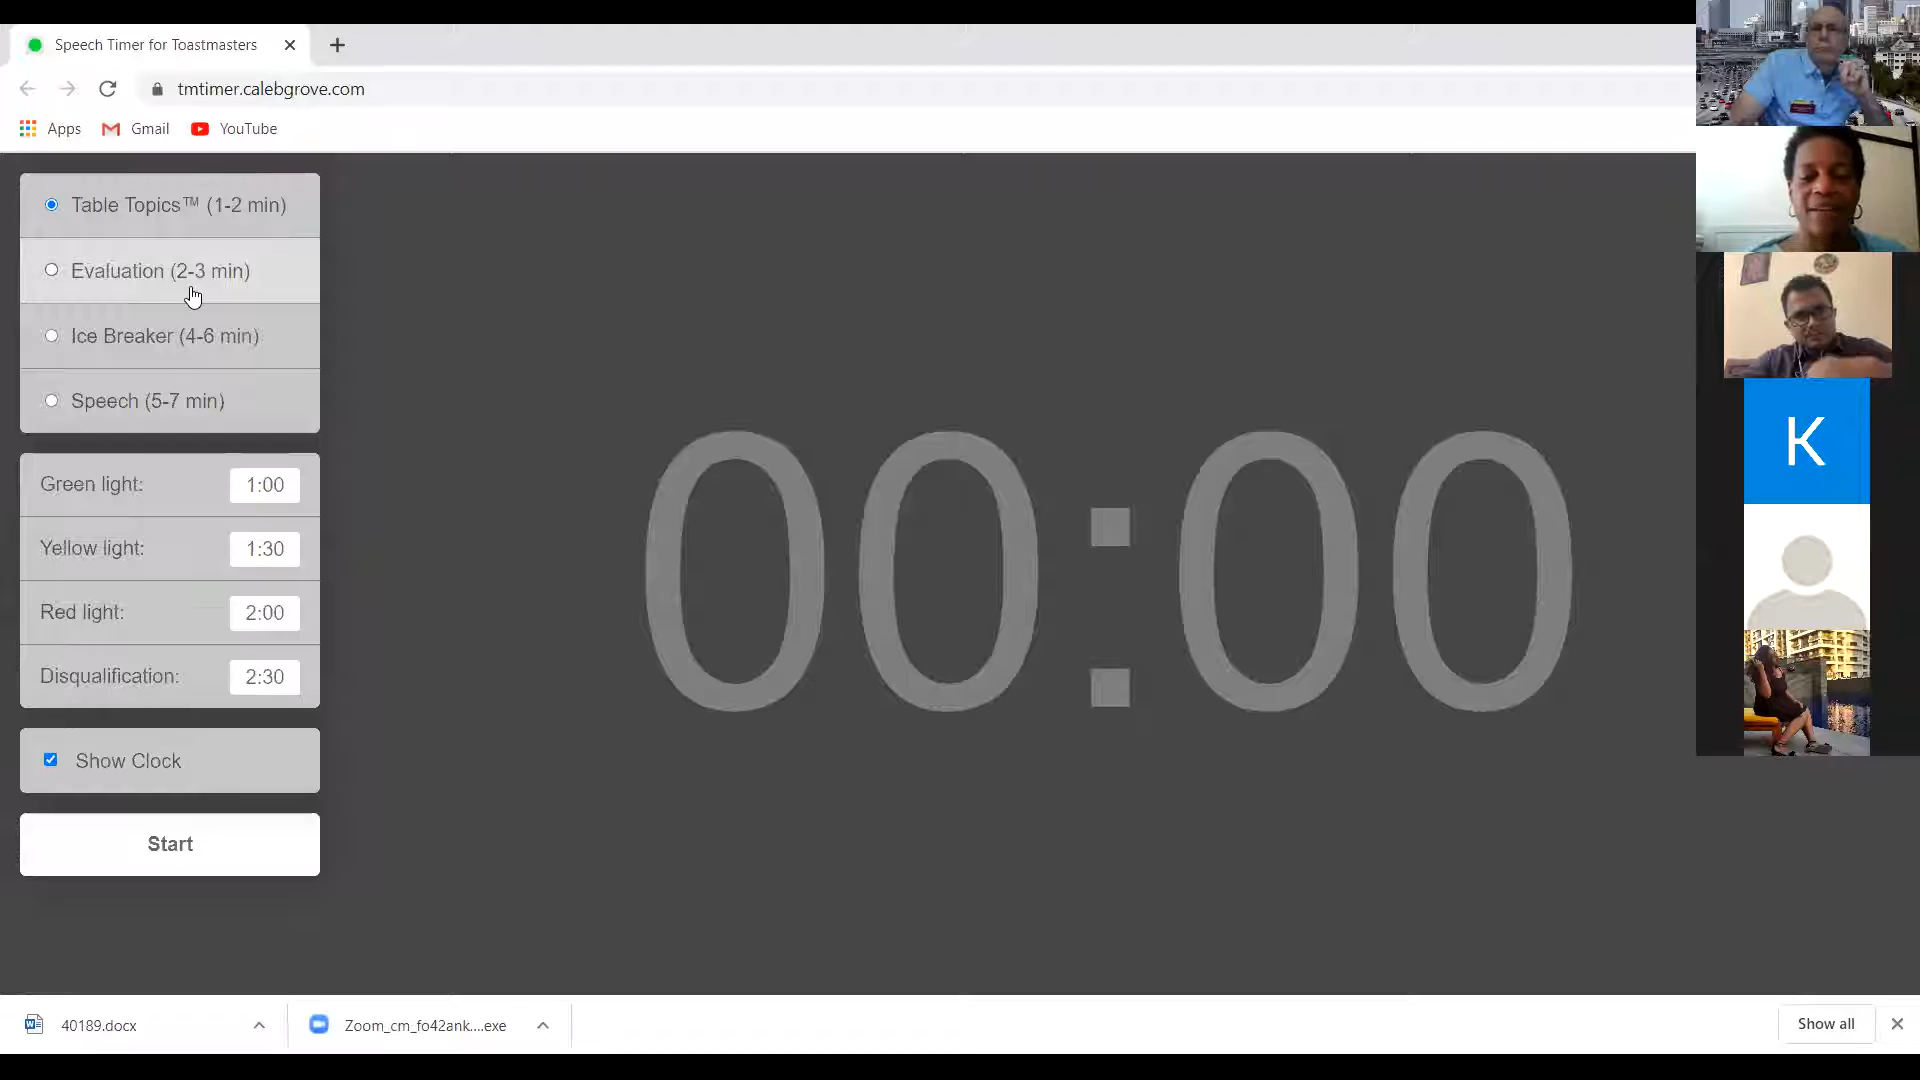 Speech Timer for Toastmasters
tmtimer.calebgrove.com
Apps Gmail YouTube
Table Topics™ (1-2 min)
Evaluation (2-3 min)
Ice Breaker (4-6 min)
Speech (5-7 min)
Green light: 1:00
Yellow light: 1:30
Red light: 2:00
Disqualification: 2:30
Show Clock
Start
00:00
K
40189.docx
Zoom_cm_fo42ank....exe
Show all